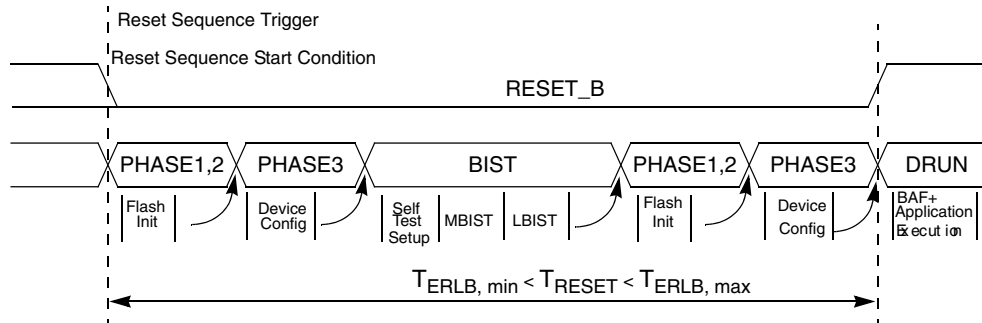 Reset Sequence Trigger
Reset Sequence Start Condition
RESET_B
PHASE1,2 PHASE3 BIST PHASE1,2 PHASE3 DRUN
Flash Init
Device Config
Self Test Setup
MBIST
LBIST
Flash Init
Device Config
BAF+ Application Execution
TERLB, min < TRESET < TERLB, max